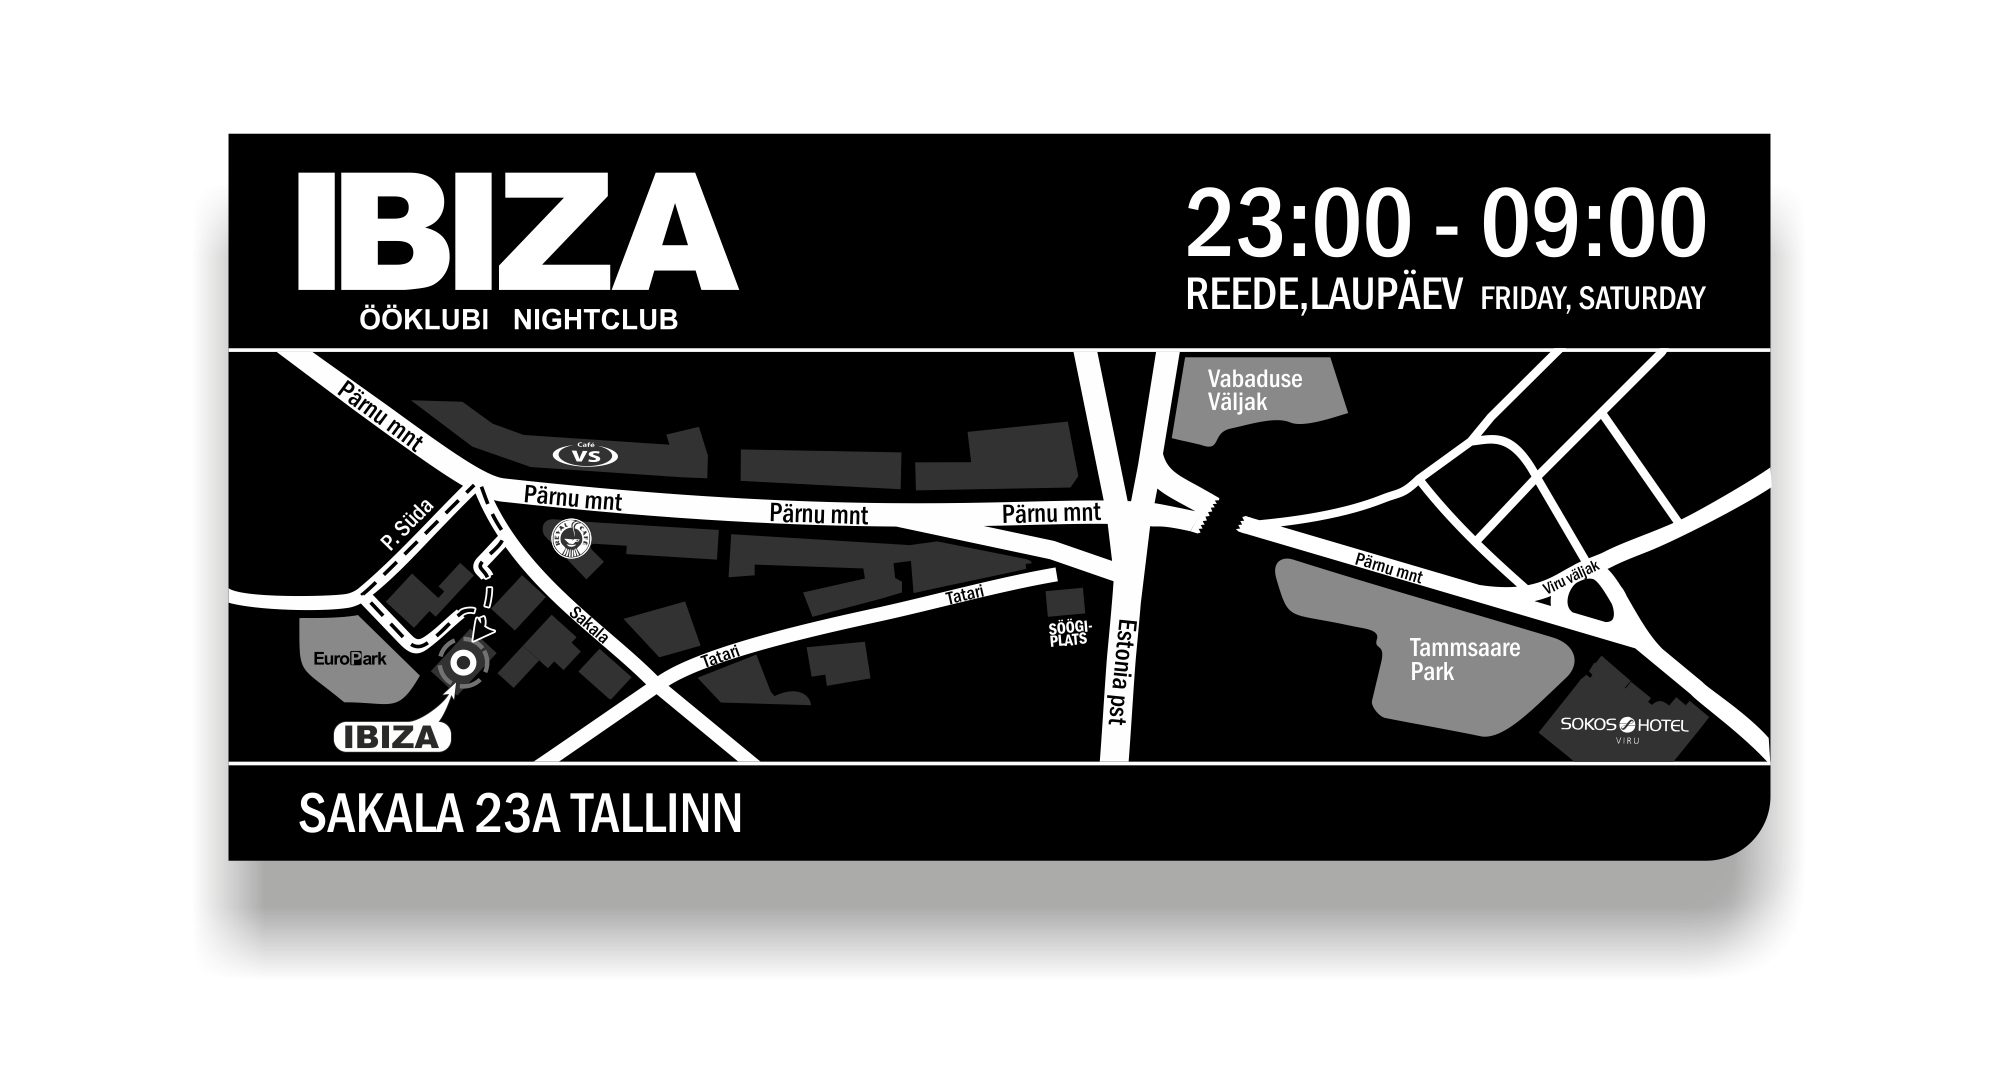 IBIZA
ÖÖKLUBI NIGHTCLUB
23:00 - 09:00
REEDE,LAUPÄEV FRIDAY, SATURDAY
Pärnu mnt
Vabaduse
Väljak
Café
VS
Pärnu mnt
Pärnu mnt
Pärnu mnt
P. Süda
ROYAL CAFE
Pärnu mnt
Viru väljak
Tatari
Sakala
SÖÖGI-
PLATS
Estonia pst
Tatari
EuroPark
Tammsaare
Park
IBIZA
SOKOS HOTEL
VIRU
SAKALA 23A TALLINN